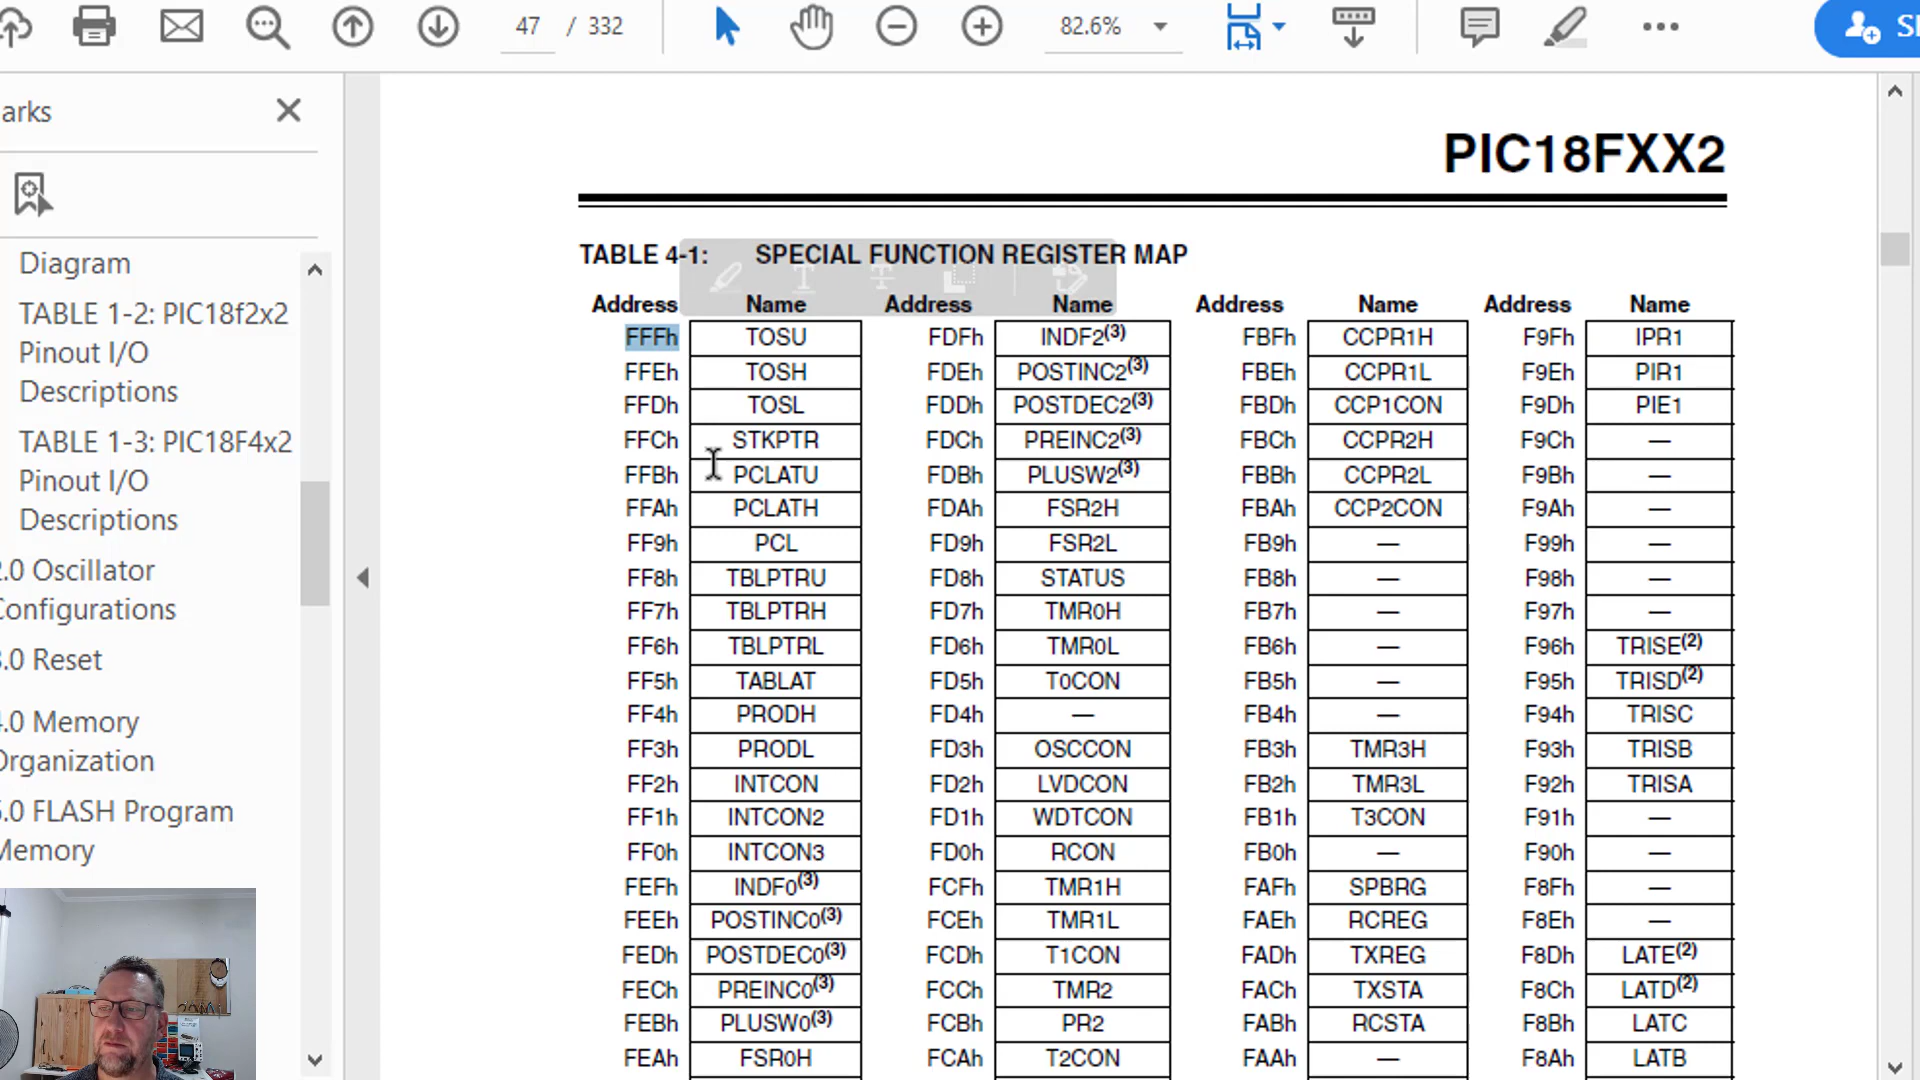 47 / 332
82.6%
arks
Diagram
TABLE 1-2: PIC18f2x2
Pinout I/O
Descriptions
TABLE 1-3: PIC18F4x2
Pinout I/O
Descriptions
.0 Oscillator
Configurations
.0 Reset
.0 Memory
Organization
.0 FLASH Program
Memory
PIC18FXX2
TABLE 4-1: SPECIAL FUNCTION REGISTER MAP
Address Name Address Name Address Name Address Name
FFFh TOSU FDFh INDF2(3) FBFh CCPR1H F9Fh IPR1
FFEh TOSH FDEh POSTINC2(3) FBEh CCPR1L F9Eh PIR1
FFDh TOSL FDDh POSTDEC2(3) FBDh CCP1CON F9Dh PIE1
FFCh STKPTR FDCh PREINC2(3) FBCh CCPR2H F9Ch —
FFBh PCLATU FDBh PLUSW2(3) FBBh CCPR2L F9Bh —
FFAh PCLATH FDAh FSR2H FBAh CCP2CON F9Ah —
FF9h PCL FD9h FSR2L FB9h — F99h —
FF8h TBLPTRU FD8h STATUS FB8h — F98h —
FF7h TBLPTRH FD7h TMR0H FB7h — F97h —
FF6h TBLPTRL FD6h TMR0L FB6h — F96h TRISE(2)
FF5h TABLAT FD5h T0CON FB5h — F95h TRISD(2)
FF4h PRODH FD4h — FB4h — F94h TRISC
FF3h PRODL FD3h OSCCON FB3h TMR3H F93h TRISB
FF2h INTCON FD2h LVDCON FB2h TMR3L F92h TRISA
FF1h INTCON2 FD1h WDTCON FB1h T3CON F91h —
FF0h INTCON3 FD0h RCON FB0h — F90h —
FEFh INDF0(3) FCFh TMR1H FAFh SPBRG F8Fh —
FEEh POSTINC0(3) FCEh TMR1L FAEh RCREG F8Eh —
FEDh POSTDEC0(3) FCDh T1CON FADh TXREG F8Dh LATE(2)
FECh PREINC0(3) FCCh TMR2 FACh TXSTA F8Ch LATD(2)
FEBh PLUSW0(3) FCBh PR2 FABh RCSTA F8Bh LATC
FEAh FSR0H FCAh T2CON FAAh — F8Ah LATB